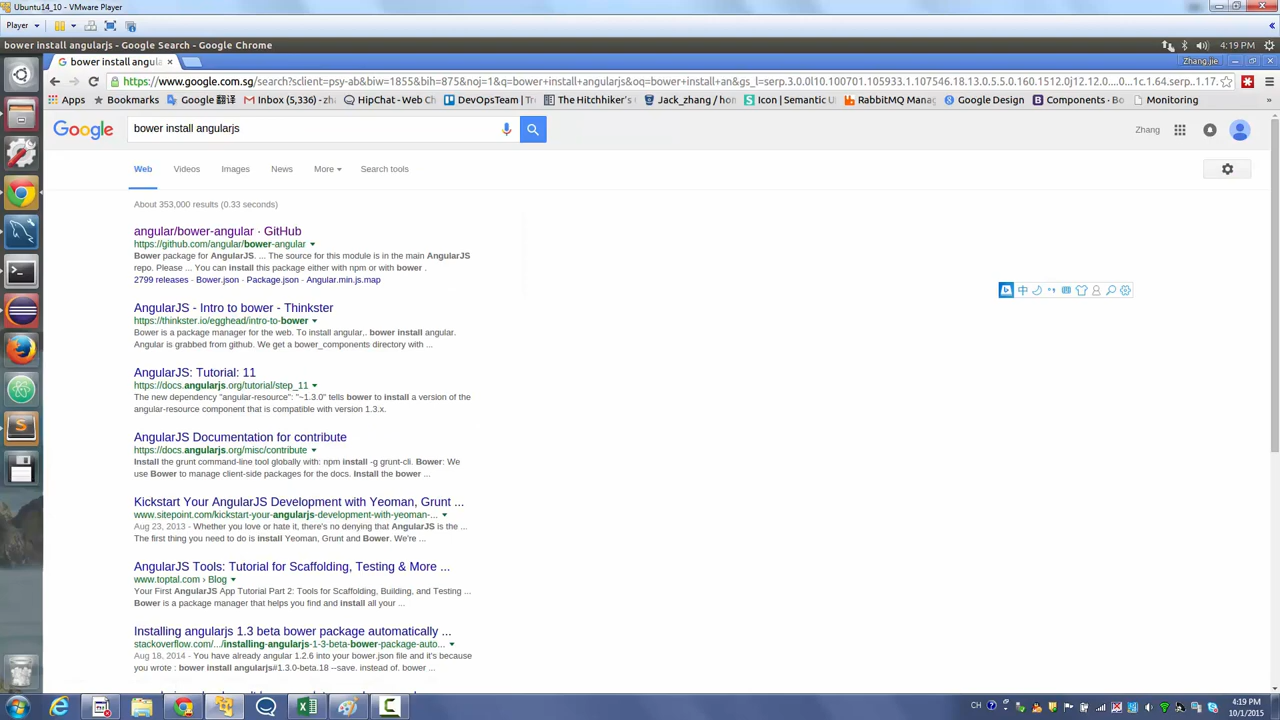 Ubuntu14_10 - VMware Player
Player
bower install angularjs - Google Search - Google Chrome
4:19 PM
bower install angular
Zhang jie
https://www.google.com.sg/search?sclient=psy-ab&biw=1855&bih=875&noj=1&q=bower+install+angularjs&oq=bower+install+an&gs_l=serp.3.0.0l10.100701.105933.1.107546.18.13.0.5.5.0.160.1512.0j12.12.0....0...1c.1.64.serp..1.17.
Apps
Bookmarks
Google 翻译
Inbox (5,336) - zh
HipChat - Web C
DevOpsTeam
The Hitchhiker's
Jack_zhang / ho
Icon | Semantic U
RabbitMQ Manag
Google Design
Components · Bo
Monitoring
»
Google
bower install angularjs
Zhang
Web Videos Images News More Search tools
About 353,000 results (0.33 seconds)
angular/bower-angular · GitHub
https://github.com/angular/bower-angular
Bower package for AngularJS. ... The source for this module is in the main AngularJS
repo. Please ... You can install this package either with npm or with bower .
2799 releases - Bower.json - Package.json - Angular.min.js.map
AngularJS - Intro to bower - Thinkster
https://thinkster.io/egghead/intro-to-bower
Bower is a package manager for the web. To install angular,. bower install angular.
Angular is grabbed from github. We get a bower_components directory with ...
AngularJS: Tutorial: 11
https://docs.angularjs.org/tutorial/step_11
The new dependency "angular-resource": "~1.3.0" tells bower to install a version of the
angular-resource component that is compatible with version 1.3.x.
AngularJS Documentation for contribute
https://docs.angularjs.org/misc/contribute
Install the grunt command-line tool globally with: npm install -g grunt-cli. Bower: We
use Bower to manage client-side packages for the docs. Install the bower ...
Kickstart Your AngularJS Development with Yeoman, Grunt ...
www.sitepoint.com/kickstart-your-angularjs-development-with-yeoman-...
Aug 23, 2013 - Whether you love or hate it, there's no denying that AngularJS is the ...
The first thing you need to do is install Yeoman, Grunt and Bower. We're ...
AngularJS Tools: Tutorial for Scaffolding, Testing & More ...
www.toptal.com › Blog
Your First AngularJS App Tutorial Part 2: Tools for Scaffolding, Building, and Testing ...
Bower is a package manager that helps you find and install all your ...
Installing angularjs 1.3 beta bower package automatically ...
stackoverflow.com/.../installing-angularjs-1-3-beta-bower-package-auto...
Aug 18, 2014 - You have already angular 1.2.6 into your bower.json file and it's because
you wrote : bower install angularjs#1.3.0-beta.18 --save. instead of. bower ...
中
CH
4:19 PM
10/1/2015